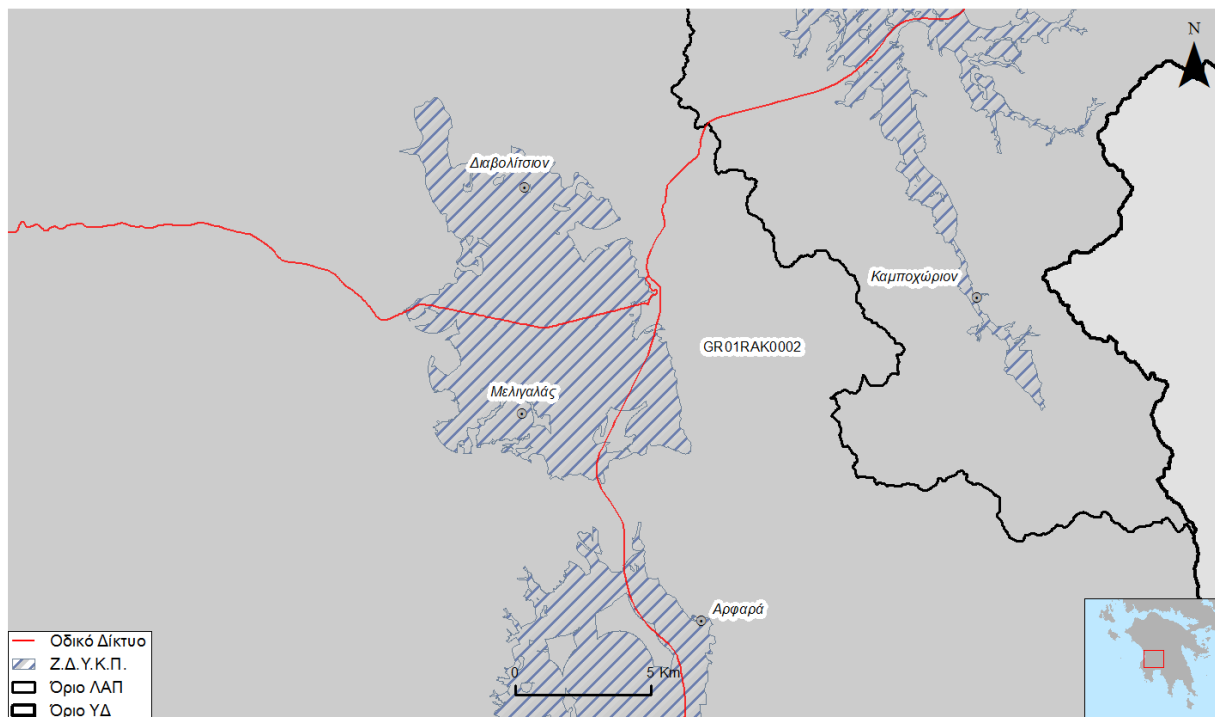 N
Διαβολίτσιον
Καμποχώριον
GR01RAK0002
Μελιγαλάς
Αρφαρά
Οδικό Δίκτυο
Ζ.Δ.Υ.Κ.Π.
Όριο ΛΑΠ
Όριο ΥΔ
0 5 Km